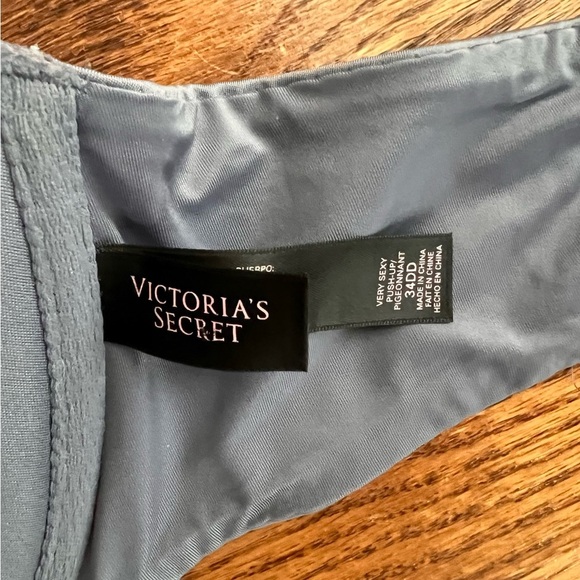 VICTORIA'S
SECRET
VERY SEXY
PUSH-UP/
PIGEONNANT
34DD
MADE IN CHINA
FAIT EN CHINE
HECHO EN CHINA